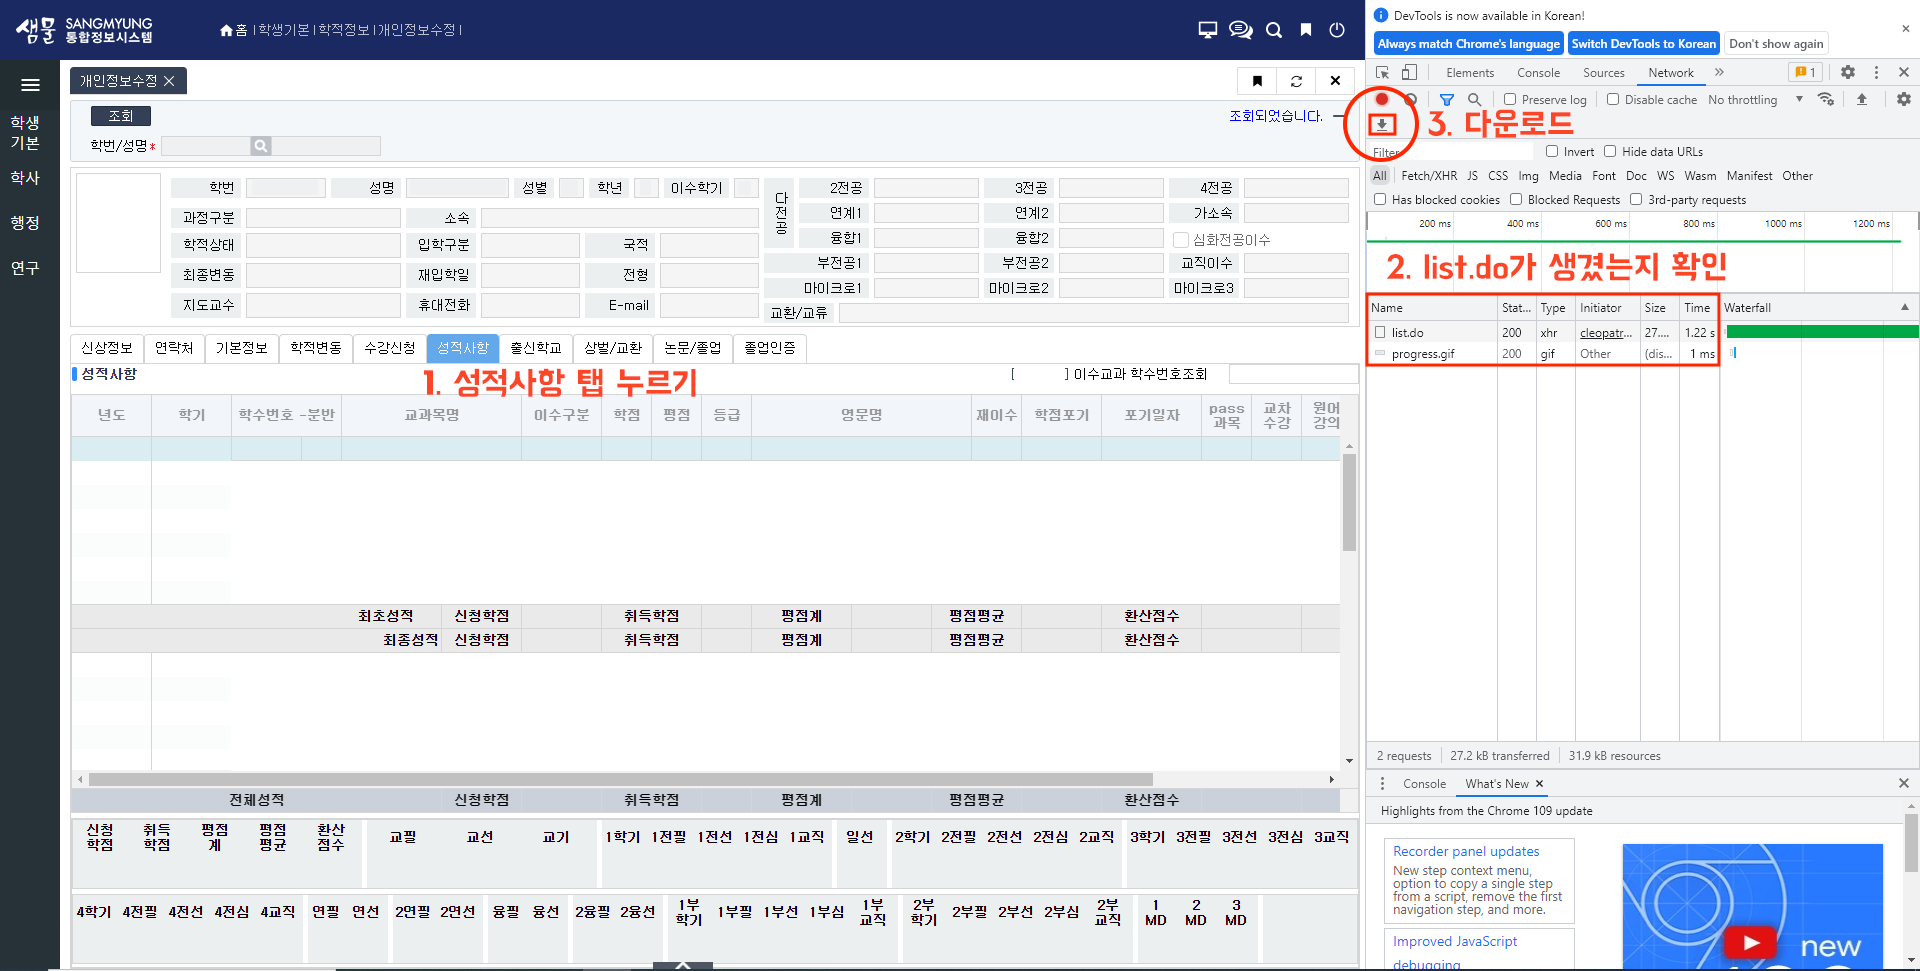 샘물 SANGMYUNG 통합정보시스템
홈 | 학생기본 | 학적정보 | 개인정보수정 |
학생
기본
학사
행정
연구
개인정보수정
조회
조회되었습니다.
학번/성명*
학번 성명 성별 학년 이수학기
과정구분 소속
학적상태 입학구분 국적
최종변동 재입학일 전형
지도교수 휴대전화 E-mail
다전공
2전공 3전공 4전공
연계1 연계2 가소속
융합1 융합2 심화전공이수
부전공1 부전공2 교직이수
마이크로1 마이크로2 마이크로3
교환/교류
신상정보 연락처 기본정보 학적변동 수강신청 성적사항 출신학교 상벌/교환 논문/졸업 졸업인증
성적사항
1. 성적사항 탭 누르기
[ ] 이수교과 학수번호조회
년도 학기 학수번호 -분반 교과목명 이수구분 학점 평점 등급 영문명 재이수 학점포기 포기일자 pass과목 교차수강 원어강의
최초성적 신청학점 취득학점 평점계 평점평균 환산점수
최종성적 신청학점 취득학점 평점계 평점평균 환산점수
전체성적 신청학점 취득학점 평점계 평점평균 환산점수
신청학점 취득학점 평점계 평점평균 환산점수 교필 교선 교기 1학기 1전필 1전선 1전심 1교직 일선 2학기 2전필 2전선 2전심 2교직 3학기 3전필 3전선 3전심 3교직
4학기 4전필 4전선 4전심 4교직 연필 연선 2연필 2연선 융필 융선 2융필 2융선 1부학기 1부필 1부선 1부심 1부교직 2부학기 2부필 2부선 2부심 2부교직 1MD 2MD 3MD
DevTools is now available in Korean!
Always match Chrome's language Switch DevTools to Korean Don't show again
Elements Console Sources Network 1
Preserve log Disable cache No throttling
3. 다운로드
Filter Invert Hide data URLs
All Fetch/XHR JS CSS Img Media Font Doc WS Wasm Manifest Other
Has blocked cookies Blocked Requests 3rd-party requests
200 ms 400 ms 600 ms 800 ms 1000 ms 1200 ms
2. list.do가 생겼는지 확인
Name Stat... Type Initiator Size Time Waterfall
list.do 200 xhr cleopatr... 27.... 1.22 s
progress.gif 200 gif Other (dis... 1 ms
2 requests 27.2 kB transferred 31.9 kB resources
Console What's New
Highlights from the Chrome 109 update
Recorder panel updates
New step context menu,
option to copy a single step
from a script, remove the first
navigation step, and more.
Improved JavaScript
debugging
new